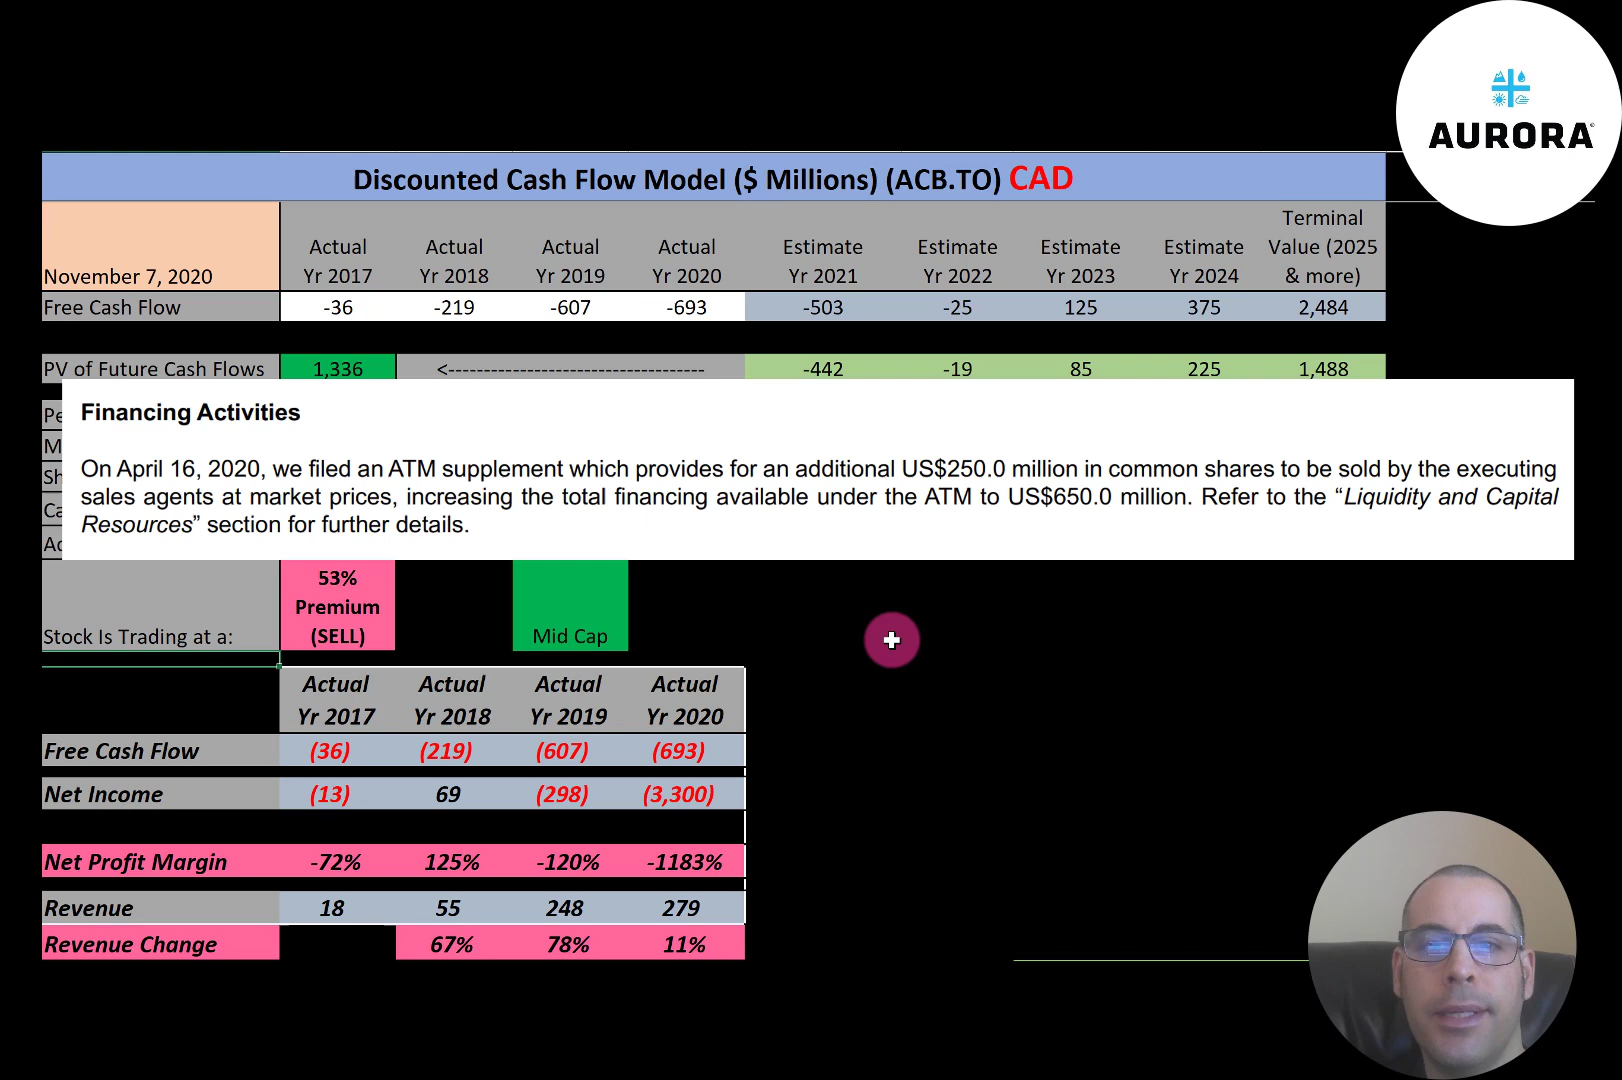 AURORA
Discounted Cash Flow Model ($ Millions) (ACB.TO) CAD
November 7, 2020 Actual Yr 2017 Actual Yr 2018 Actual Yr 2019 Actual Yr 2020 Estimate Yr 2021 Estimate Yr 2022 Estimate Yr 2023 Estimate Yr 2024 Terminal Value (2025 & more)
Free Cash Flow -36 -219 -607 -693 -503 -25 125 375 2,484
PV of Future Cash Flows 1,336 <------------------------------------ -442 -19 85 225 1,488
Pe
M
Sh
Ca
Ac
Financing Activities
On April 16, 2020, we filed an ATM supplement which provides for an additional US$250.0 million in common shares to be sold by the executing
sales agents at market prices, increasing the total financing available under the ATM to US$650.0 million. Refer to the “Liquidity and Capital
Resources” section for further details.
Stock Is Trading at a: 53% Premium (SELL) Mid Cap
Actual Yr 2017 Actual Yr 2018 Actual Yr 2019 Actual Yr 2020
Free Cash Flow (36) (219) (607) (693)
Net Income (13) 69 (298) (3,300)
Net Profit Margin -72% 125% -120% -1183%
Revenue 18 55 248 279
Revenue Change 67% 78% 11%